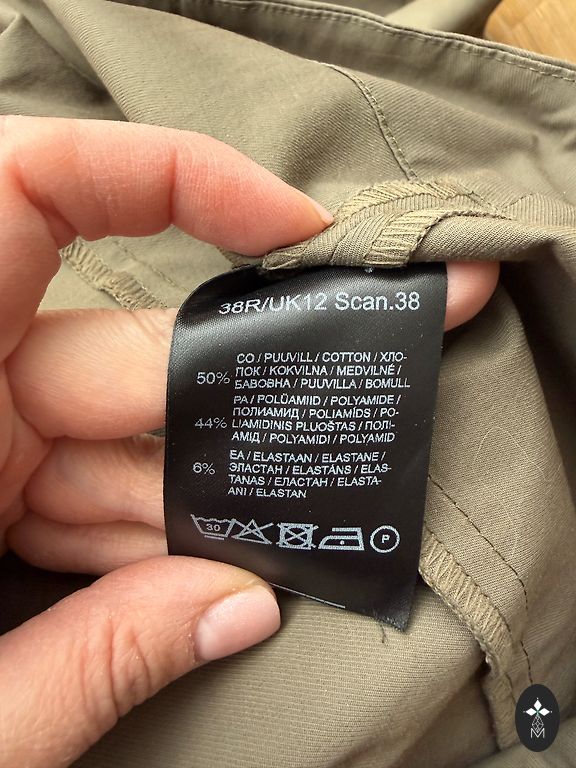 38R/UK12 Scan.38
50% CO / PUUVILL / COTTON / ХЛО-
ПОК / KOKVILNA / MEDVILNĖ /
БАВОВНА / PUUVILLA / BOMULL
44% PA / POLÜAMIID / POLYAMIDE /
ПОЛИАМИД / POLIAMĪDS / PO-
LIAMIDINIS PLUOŠTAS / ПОЛІ-
АМІД / POLYAMIDI / POLYAMID
6% EA / ELASTAAN / ELASTANE /
ЭЛАСТАН / ELASTĀNS / ELAS-
TANAS / ЕЛАСТАН / ELASTA-
ANI / ELASTAN
30
P
M